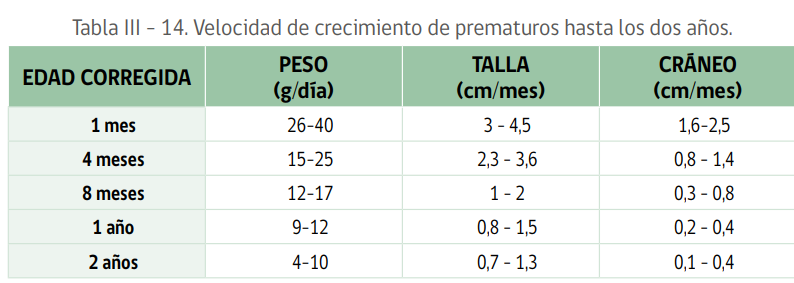 Tabla III - 14. Velocidad de crecimiento de prematuros hasta los dos años.
EDAD CORREGIDA PESO (g/día) TALLA (cm/mes) CRÁNEO (cm/mes)
1 mes 26-40 3 - 4,5 1,6-2,5
4 meses 15-25 2,3 - 3,6 0,8 - 1,4
8 meses 12-17 1 - 2 0,3 - 0,8
1 año 9-12 0,8 - 1,5 0,2 - 0,4
2 años 4-10 0,7 - 1,3 0,1 - 0,4